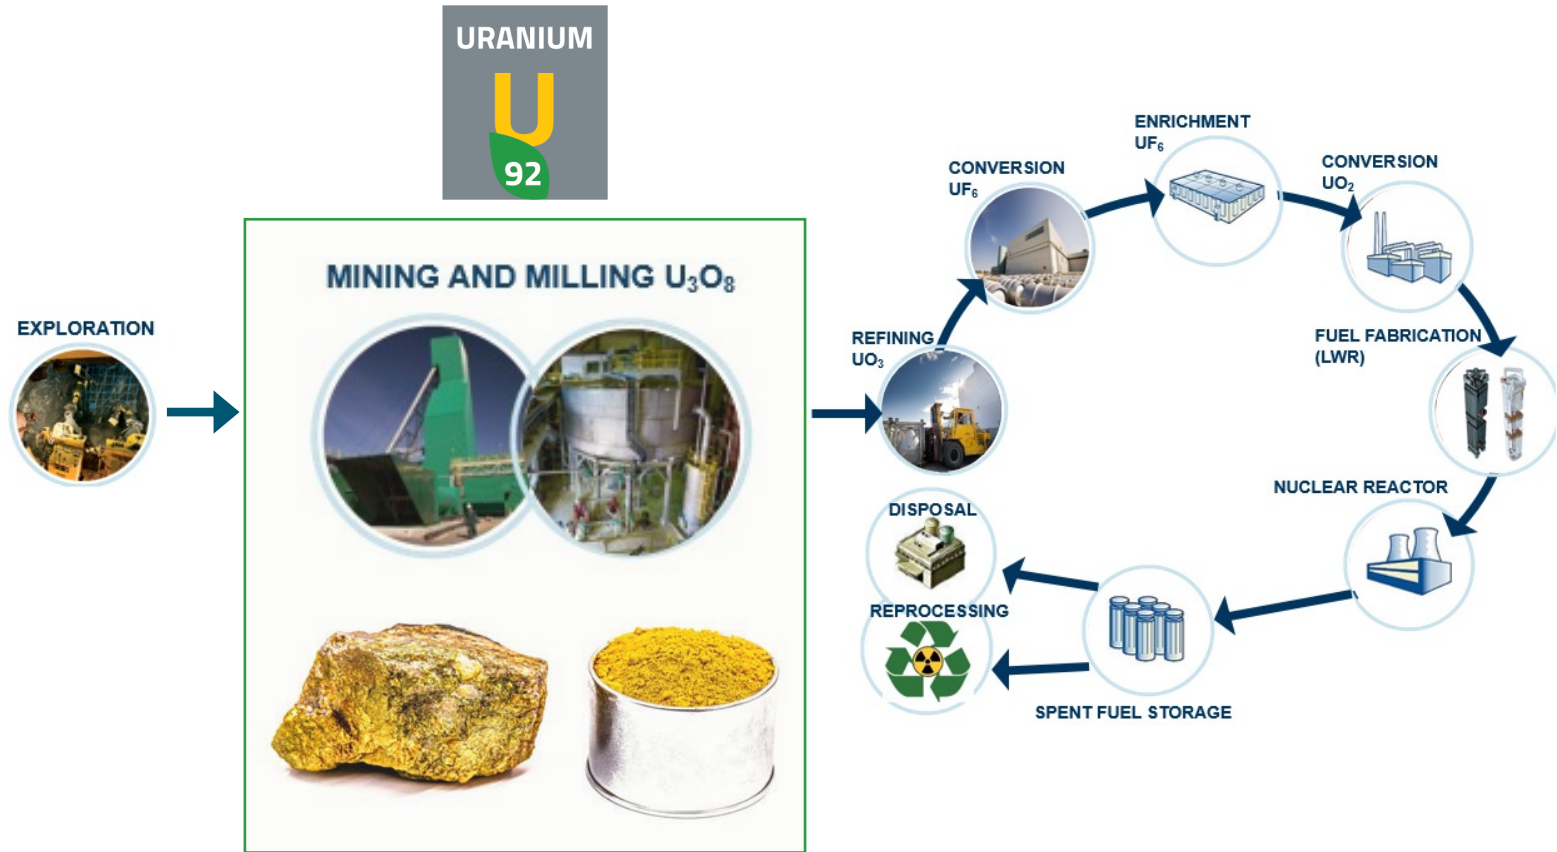 URANIUM
U
92
EXPLORATION
MINING AND MILLING U₃O₈
REFINING
UO₃
CONVERSION
UF₆
ENRICHMENT
UF₆
CONVERSION
UO₂
FUEL FABRICATION
(LWR)
NUCLEAR REACTOR
SPENT FUEL STORAGE
DISPOSAL
REPROCESSING